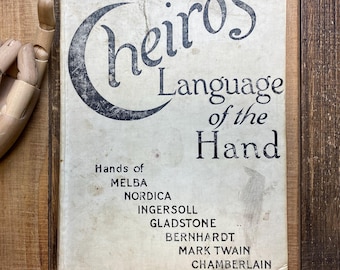 Cheiro's
Language
of the
Hand
Hands of
MELBA
NORDICA
INGERSOLL
GLADSTONE
BERNHARDT
MARK TWAIN
CHAMBERLAIN